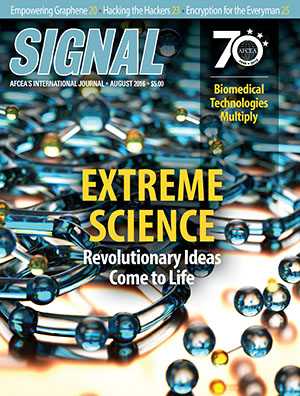 Empowering Graphene 20 • Hacking the Hackers 23 • Encryption for the Everyman 25
SIGNAL
AFCEA'S INTERNATIONAL JOURNAL • AUGUST 2016 • $5.00
70
AFCEA
Biomedical
Technologies
Multiply
EXTREME
SCIENCE
Revolutionary Ideas
Come to Life